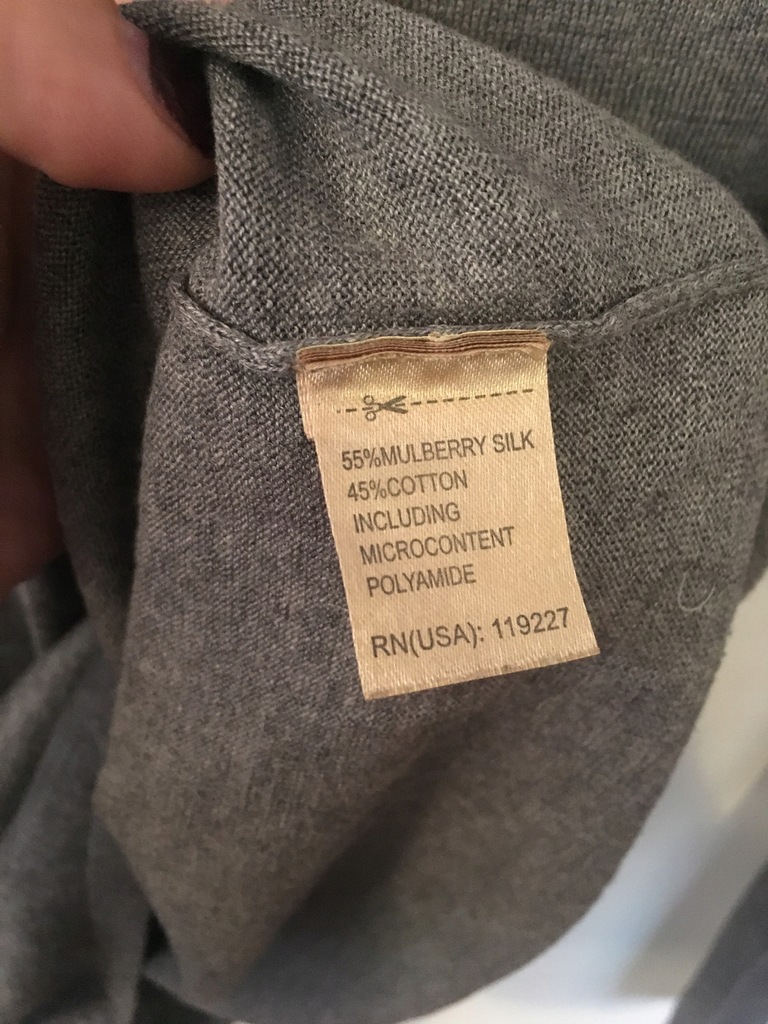 55%MULBERRY SILK
45%COTTON
INCLUDING
MICROCONTENT
POLYAMIDE
RN(USA): 119227